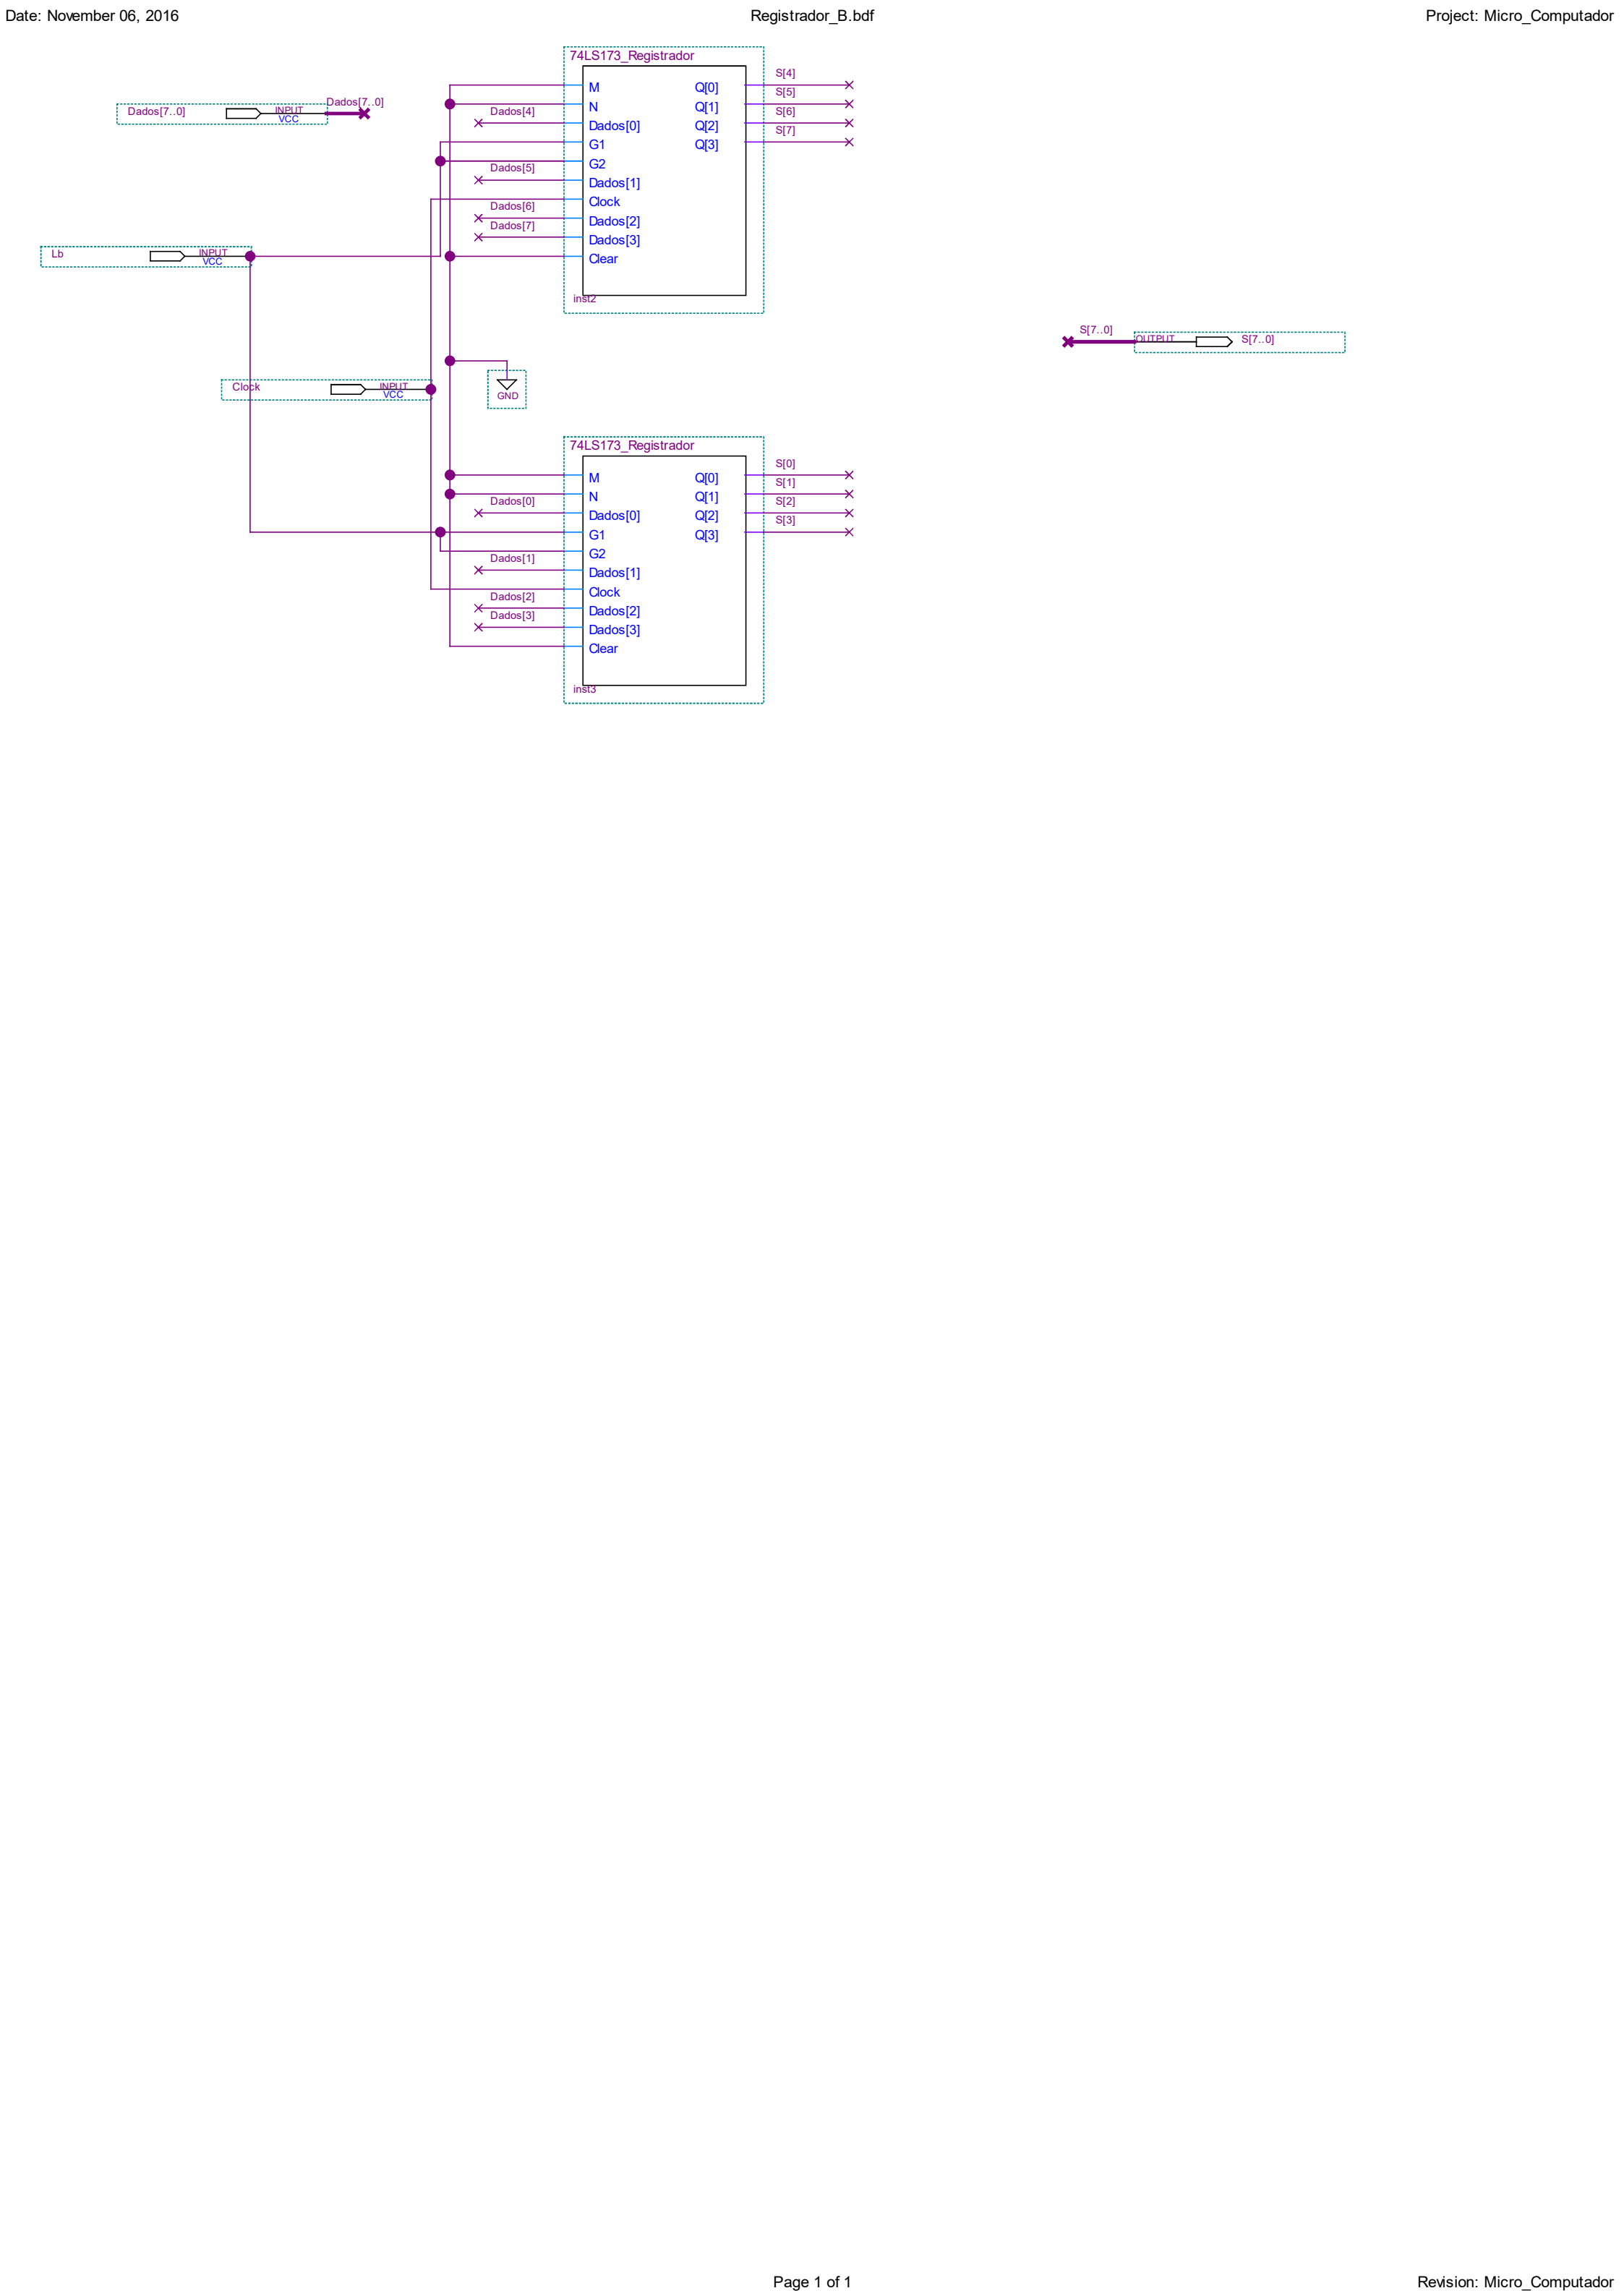 Date: November 06, 2016
Registrador_B.bdf
Project: Micro_Computador
74LS173_Registrador
M
Q[0]
S[4]
N
Q[1]
S[5]
Dados[4]
Dados[0]
Q[2]
S[6]
G1
Q[3]
S[7]
G2
Dados[5]
Dados[1]
Clock
Dados[6]
Dados[2]
Dados[7]
Dados[3]
Clear
inst2
Dados[7..0]
INPUT
VCC
Dados[7..0]
Lb
INPUT
VCC
Clock
INPUT
VCC
GND
S[7..0]
OUTPUT
S[7..0]
74LS173_Registrador
M
Q[0]
S[0]
N
Q[1]
S[1]
Dados[0]
Dados[0]
Q[2]
S[2]
G1
Q[3]
S[3]
G2
Dados[1]
Dados[1]
Clock
Dados[2]
Dados[2]
Dados[3]
Dados[3]
Clear
inst3
Page 1 of 1
Revision: Micro_Computador